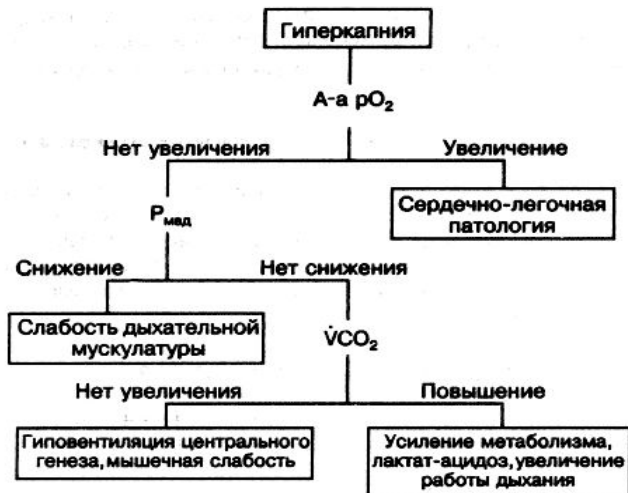 Гиперкапния
A-a pO₂
Нет увеличения Увеличение
Сердечно-легочная
патология
Pмвд
Снижение Нет снижения
Слабость дыхательной
мускулатуры
V̇CO₂
Нет увеличения Повышение
Гиповентиляция центрального
генеза, мышечная слабость
Усиление метаболизма,
лактат-ацидоз, увеличение
работы дыхания